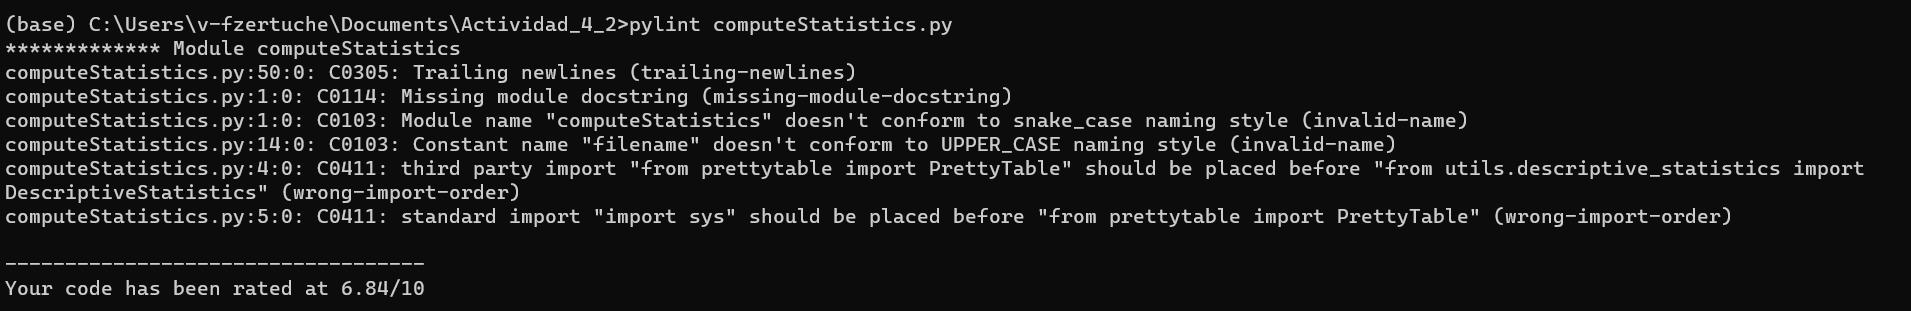 (base) C:\Users\v-fzertuche\Documents\Actividad_4_2>pylint computeStatistics.py
************* Module computeStatistics
computeStatistics.py:50:0: C0305: Trailing newlines (trailing-newlines)
computeStatistics.py:1:0: C0114: Missing module docstring (missing-module-docstring)
computeStatistics.py:1:0: C0103: Module name "computeStatistics" doesn't conform to snake_case naming style (invalid-name)
computeStatistics.py:14:0: C0103: Constant name "filename" doesn't conform to UPPER_CASE naming style (invalid-name)
computeStatistics.py:4:0: C0411: third party import "from prettytable import PrettyTable" should be placed before "from utils.descriptive_statistics import
DescriptiveStatistics" (wrong-import-order)
computeStatistics.py:5:0: C0411: standard import "import sys" should be placed before "from prettytable import PrettyTable" (wrong-import-order)
-----------------------------------
Your code has been rated at 6.84/10